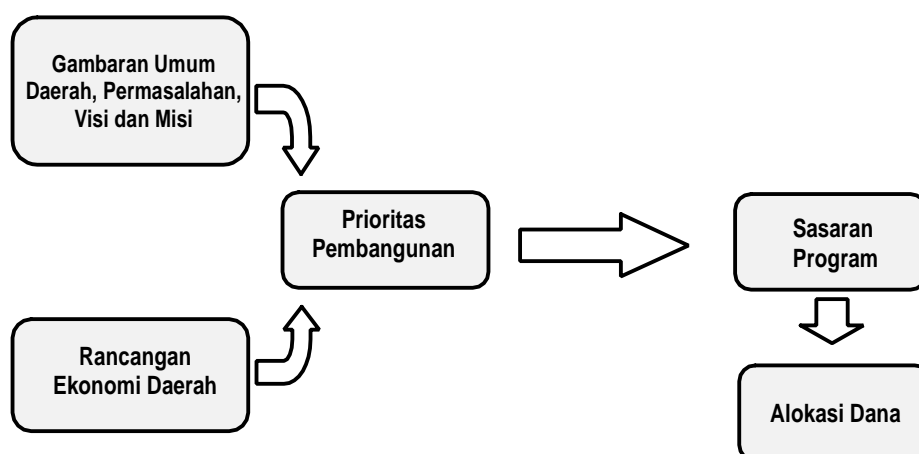 Gambaran Umum
Daerah, Permasalahan,
Visi dan Misi
Prioritas
Pembangunan
Sasaran
Program
Rancangan
Ekonomi Daerah
Alokasi Dana